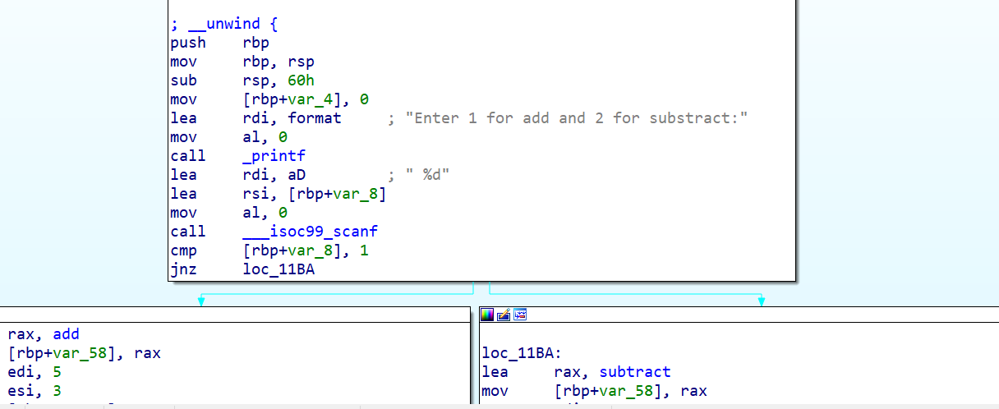 ; __unwind {
push rbp
mov rbp, rsp
sub rsp, 60h
mov [rbp+var_4], 0
lea rdi, format ; "Enter 1 for add and 2 for substract:"
mov al, 0
call _printf
lea rdi, aD ; " %d"
lea rsi, [rbp+var_8]
mov al, 0
call ___isoc99_scanf
cmp [rbp+var_8], 1
jnz loc_11BA
rax, add
[rbp+var_58], rax
edi, 5
esi, 3
loc_11BA:
lea rax, subtract
mov [rbp+var_58], rax